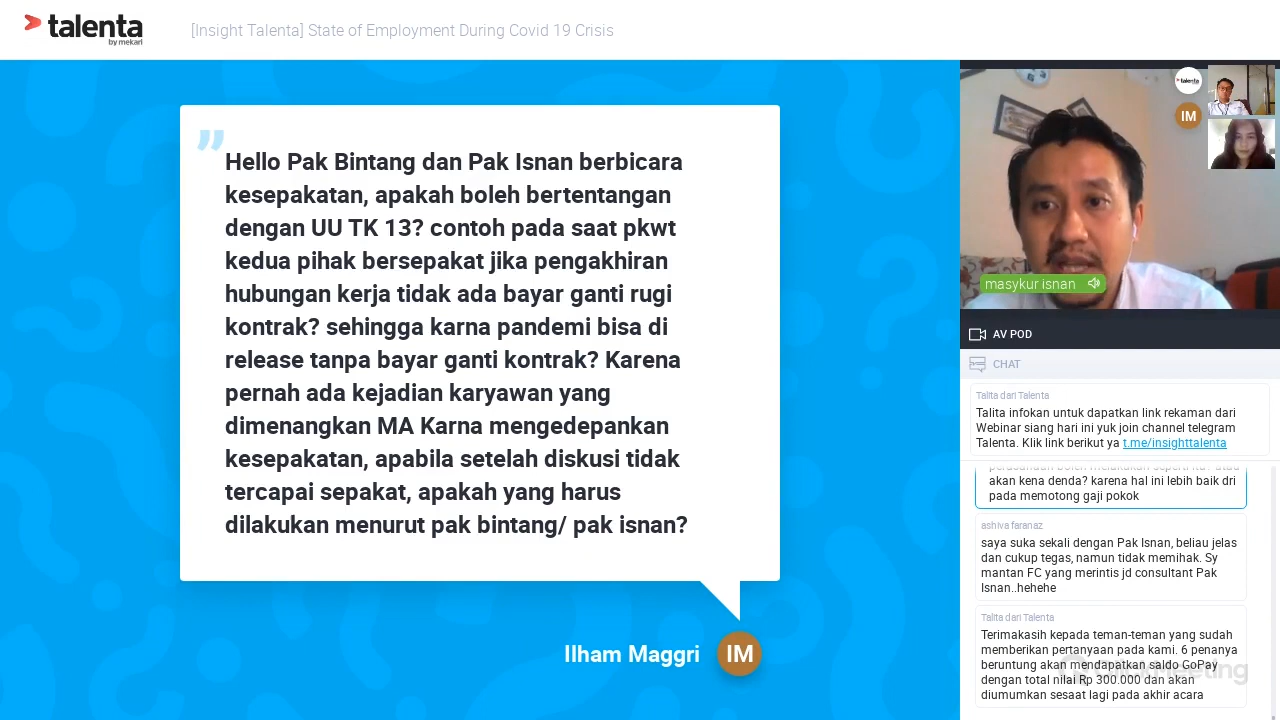 talenta
by mekari
[Insight Talenta] State of Employment During Covid 19 Crisis
”
Hello Pak Bintang dan Pak Isnan berbicara
kesepakatan, apakah boleh bertentangan
dengan UU TK 13? contoh pada saat pkwt
kedua pihak bersepakat jika pengakhiran
hubungan kerja tidak ada bayar ganti rugi
kontrak? sehingga karna pandemi bisa di
release tanpa bayar ganti kontrak? Karena
pernah ada kejadian karyawan yang
dimenangkan MA Karna mengedepankan
kesepakatan, apabila setelah diskusi tidak
tercapai sepakat, apakah yang harus
dilakukan menurut pak bintang/ pak isnan?
Ilham Maggri
IM
talenta
IM
masykur isnan
AV POD
CHAT
Talita dari Talenta
Talita infokan untuk dapatkan link rekaman dari
Webinar siang hari ini yuk join channel telegram
Talenta. Klik link berikut ya t.me/insighttalenta
akan kena denda? karena hal ini lebih baik dri
pada memotong gaji pokok
ashiva faranaz
saya suka sekali dengan Pak Isnan, beliau jelas
dan cukup tegas, namun tidak memihak. Sy
mantan FC yang merintis jd consultant Pak
Isnan..hehehe
Talita dari Talenta
Terimakasih kepada teman-teman yang sudah
memberikan pertanyaan pada kami. 6 penanya
beruntung akan mendapatkan saldo GoPay
dengan total nilai Rp 300.000 dan akan
diumumkan sesaat lagi pada akhir acara